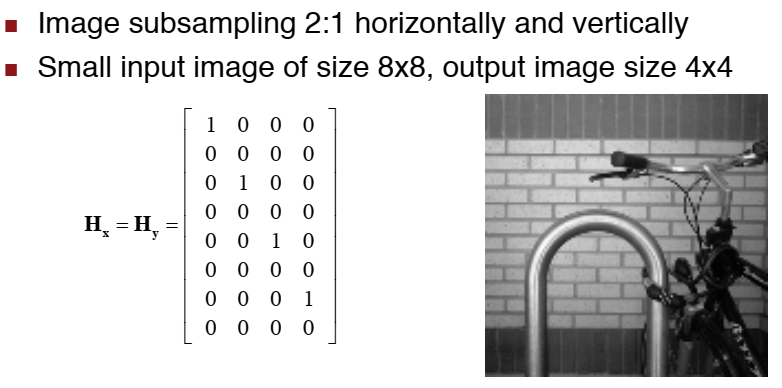 Image subsampling 2:1 horizontally and vertically
Small input image of size 8x8, output image size 4x4
1 0 0 0
0 0 0 0
0 1 0 0
0 0 0 0
Hx = Hy =
0 0 1 0
0 0 0 0
0 0 0 1
0 0 0 0